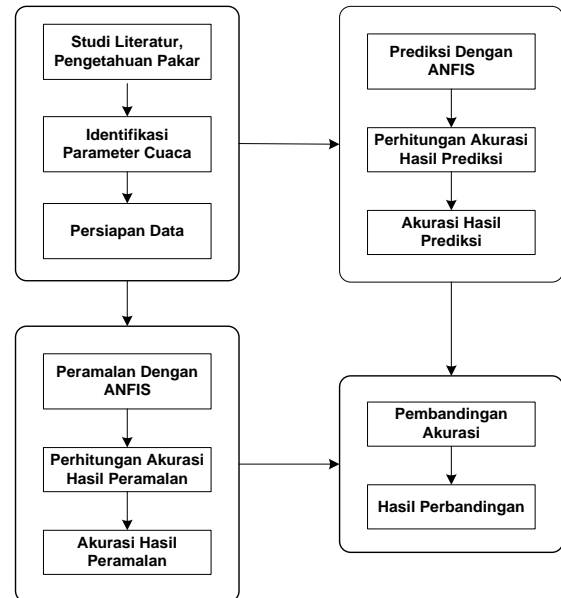 Studi Literatur,
Pengetahuan Pakar
Identifikasi
Parameter Cuaca
Persiapan Data
Prediksi Dengan
ANFIS
Perhitungan Akurasi
Hasil Prediksi
Akurasi Hasil
Prediksi
Peramalan Dengan
ANFIS
Perhitungan Akurasi
Hasil Peramalan
Akurasi Hasil
Peramalan
Pembandingan
Akurasi
Hasil Perbandingan